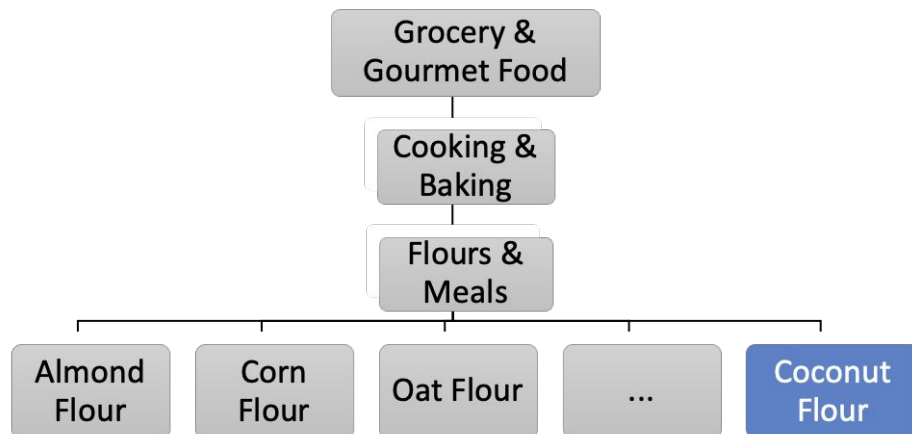 Grocery &
Gourmet Food
Cooking &
Baking
Flours &
Meals
Almond
Flour
Corn
Flour
Oat Flour
...
Coconut
Flour